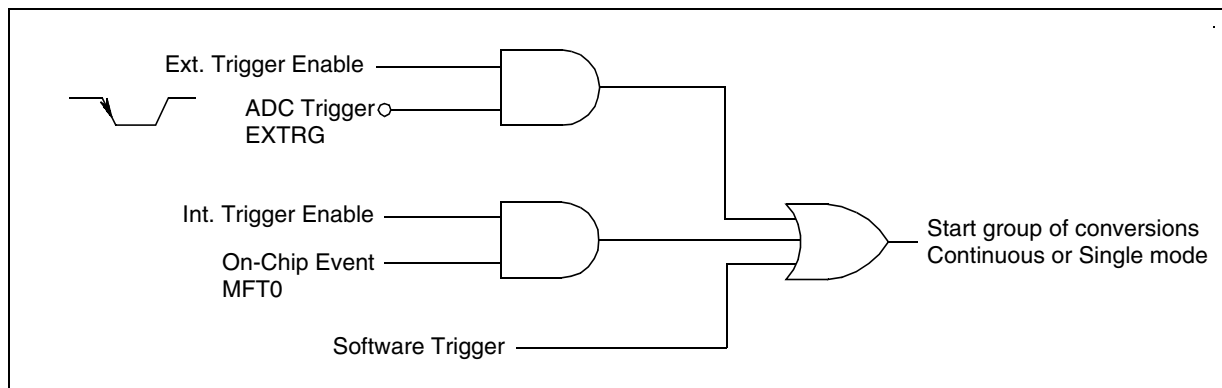 Ext. Trigger Enable
ADC Trigger
EXTRG
Int. Trigger Enable
On-Chip Event
MFT0
Software Trigger
Start group of conversions
Continuous or Single mode